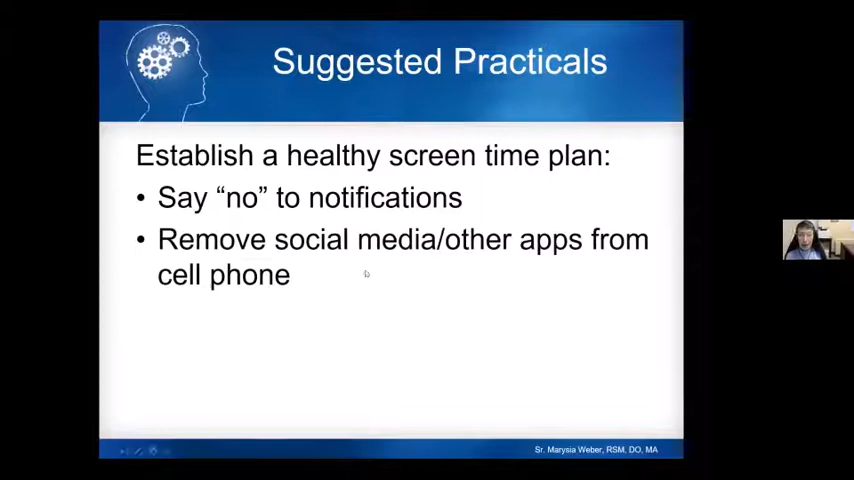 Suggested Practicals
Establish a healthy screen time plan:
• Say “no” to notifications
• Remove social media/other apps from
cell phone
Sr. Marysia Weber, RSM, DO, MA